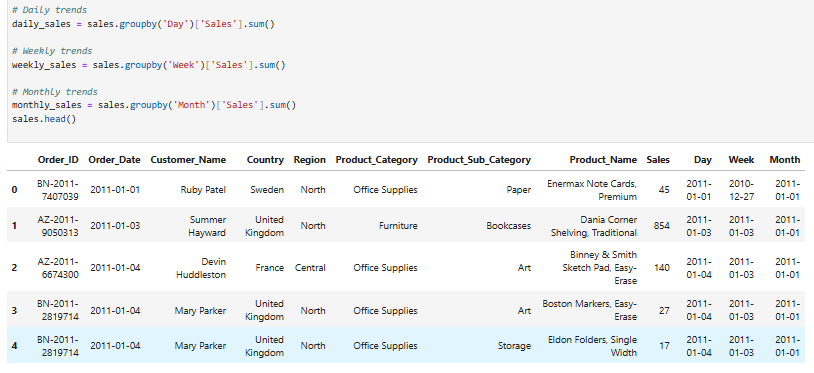 # Daily trends
daily_sales = sales.groupby('Day')['Sales'].sum()
# Weekly trends
weekly_sales = sales.groupby('Week')['Sales'].sum()
# Monthly trends
monthly_sales = sales.groupby('Month')['Sales'].sum()
sales.head()
Order_ID Order_Date Customer_Name Country Region Product_Category Product_Sub_Category Product_Name Sales Day Week Month
0 BN-2011-7407039 2011-01-01 Ruby Patel Sweden North Office Supplies Paper Enermax Note Cards, Premium 45 2011-01-01 2010-12-27 2011-01-01
1 AZ-2011-9050313 2011-01-03 Summer Hayward United Kingdom North Furniture Bookcases Dania Corner Shelving, Traditional 854 2011-01-03 2011-01-03 2011-01-01
2 AZ-2011-6674300 2011-01-04 Devin Huddleston France Central Office Supplies Art Binney & Smith Sketch Pad, Easy-Erase 140 2011-01-04 2011-01-03 2011-01-01
3 BN-2011-2819714 2011-01-04 Mary Parker United Kingdom North Office Supplies Art Boston Markers, Easy-Erase 27 2011-01-04 2011-01-03 2011-01-01
4 BN-2011-2819714 2011-01-04 Mary Parker United Kingdom North Office Supplies Storage Eldon Folders, Single Width 17 2011-01-04 2011-01-03 2011-01-01